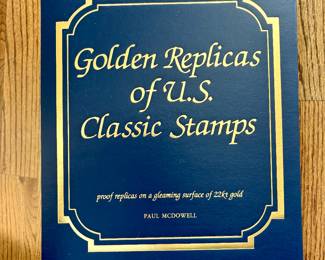 Golden Replicas
of U.S.
Classic Stamps
proof replicas on a gleaming surface of 22kt gold
PAUL MCDOWELL